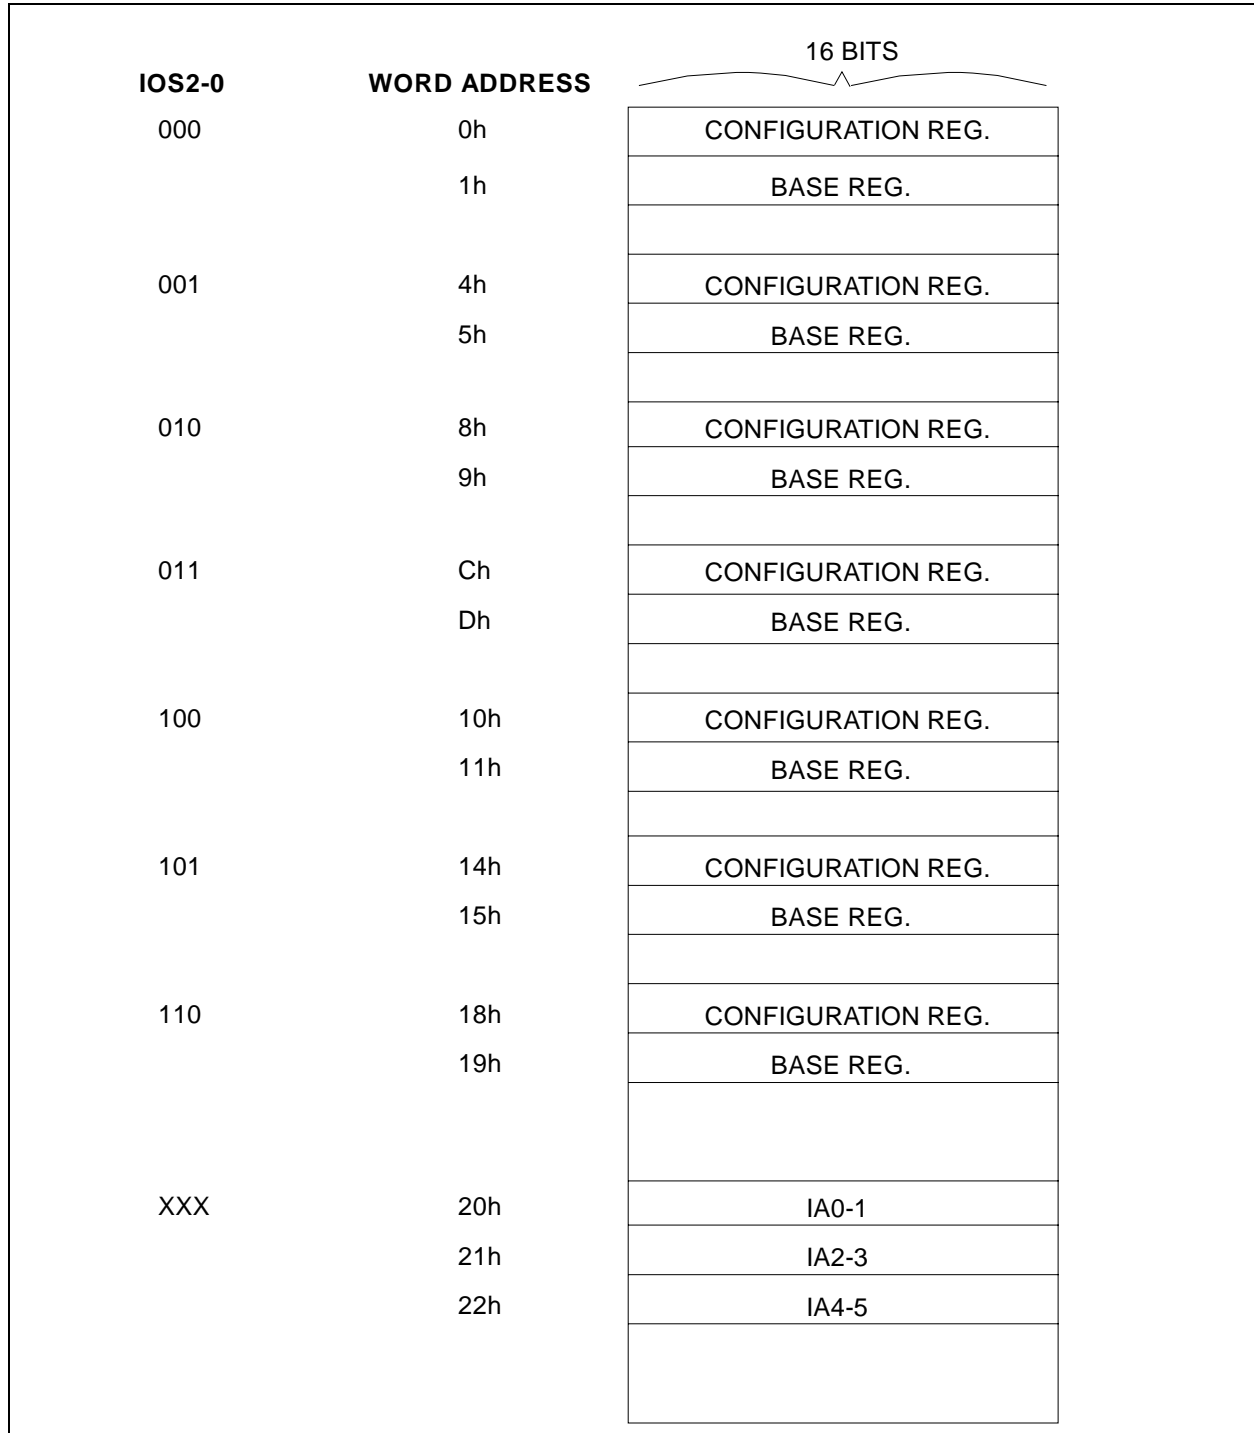 16 BITS
IOS2-0 WORD ADDRESS
000 0h CONFIGURATION REG.
1h BASE REG.
001 4h CONFIGURATION REG.
5h BASE REG.
010 8h CONFIGURATION REG.
9h BASE REG.
011 Ch CONFIGURATION REG.
Dh BASE REG.
100 10h CONFIGURATION REG.
11h BASE REG.
101 14h CONFIGURATION REG.
15h BASE REG.
110 18h CONFIGURATION REG.
19h BASE REG.
XXX 20h IA0-1
21h IA2-3
22h IA4-5